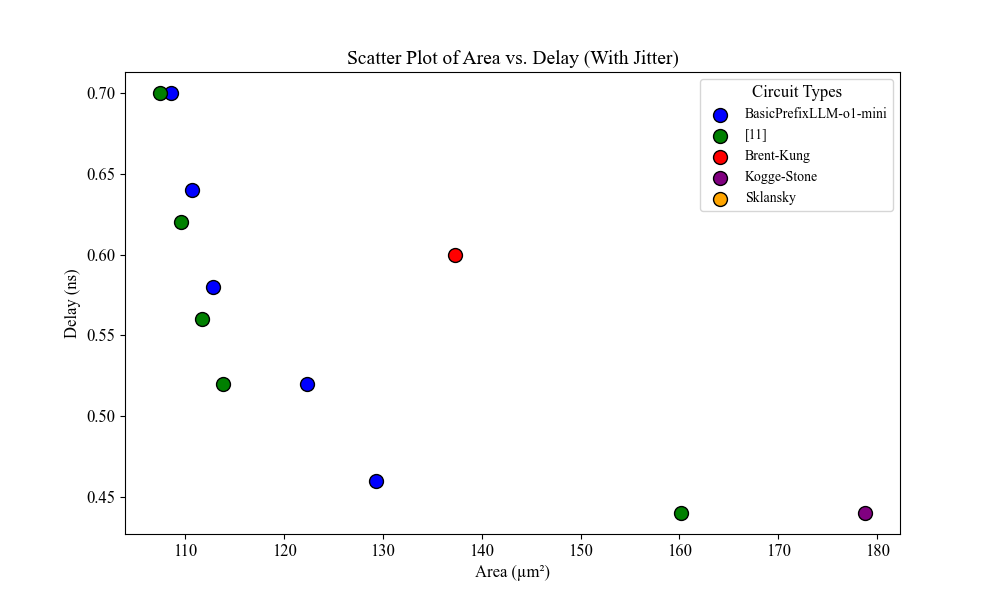 Scatter Plot of Area vs. Delay (With Jitter)
Circuit Types
BasicPrefixLLM-o1-mini
[11]
Brent-Kung
Kogge-Stone
Sklansky
Delay (ns)
0.70
0.65
0.60
0.55
0.50
0.45
110 120 130 140 150 160 170 180
Area (μm²)